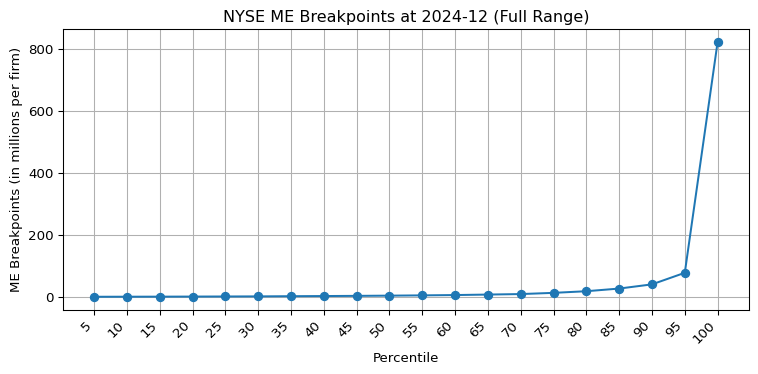 NYSE ME Breakpoints at 2024-12 (Full Range)
ME Breakpoints (in millions per firm)
800
600
400
200
0
5 10 15 20 25 30 35 40 45 50 55 60 65 70 75 80 85 90 95 100
Percentile